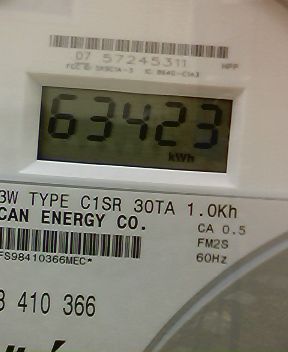 07 57245311
HPP
63423
kWh
3W TYPE C1SR 30TA 1.0Kh
CAN ENERGY CO.
CA 0.5
FM2S
60Hz
FS98410366MEC*
3 410 366